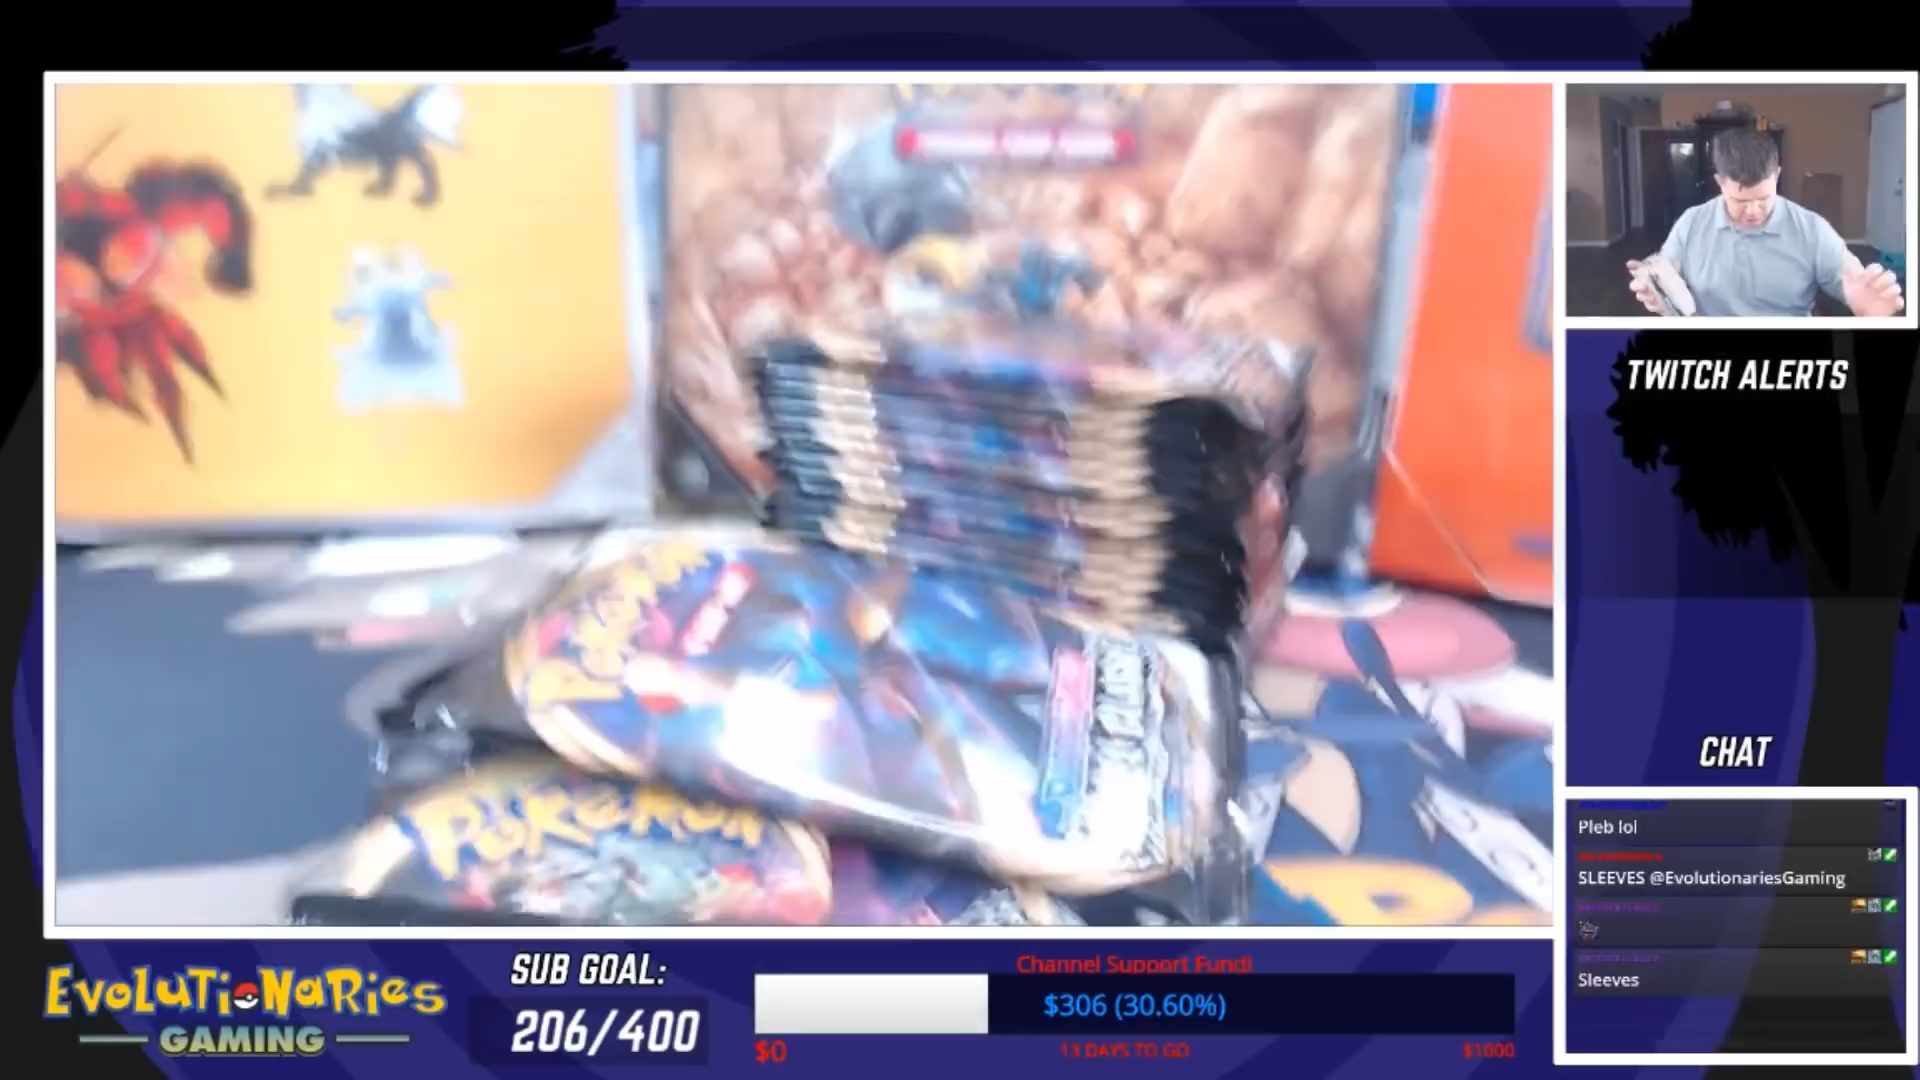 TWITCH ALERTS
POKéMON
CHAT
Pleb lol
SLEEVES @EvolutionariesGaming
Sleeves
EVOLUTiONARiES
GAMING
SUB GOAL:
206/400
Channel Support Fund!
$306 (30.60%)
$0
13 DAYS TO GO
$1000